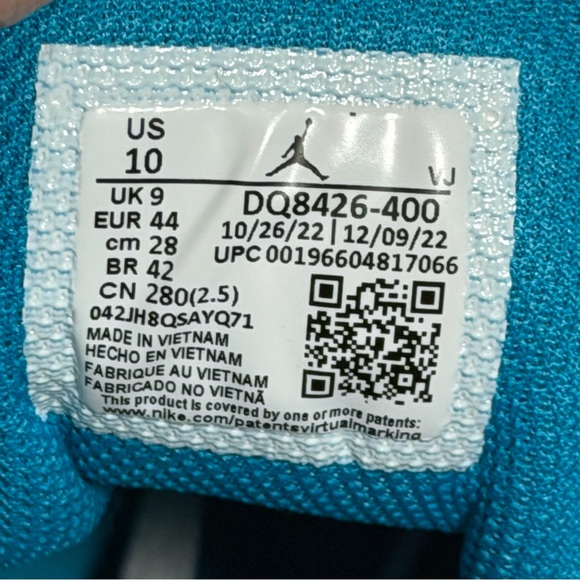 US
10
VJ
UK 9
EUR 44
cm 28
BR 42
CN 280(2.5)
DQ8426-400
10/26/22 | 12/09/22
UPC 00196604817066
042JH8QSAYQ71
MADE IN VIETNAM
HECHO EN VIETNAM
FABRIQUE AU VIETNAM
FABRICADO NO VIETNÃ
This product is covered by one or more patents:
www.nike.com/patentsvirtualmarking